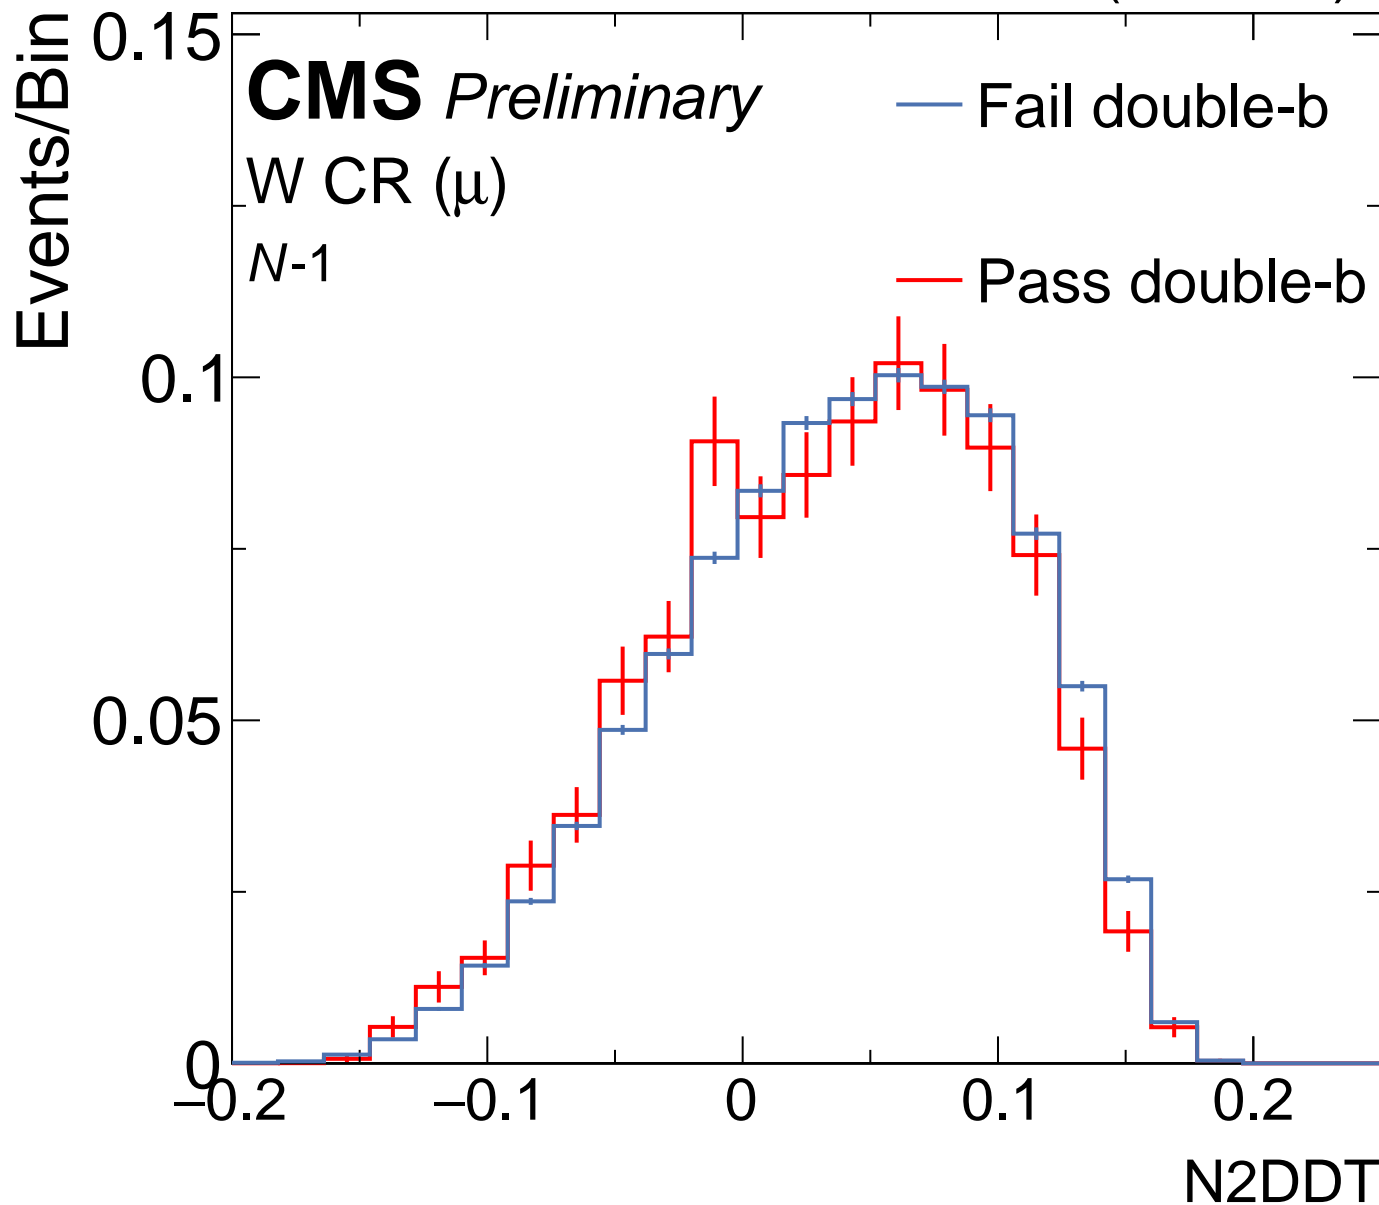 Events/Bin
0.15
0.1
0.05
0
CMS Preliminary
W CR (μ)
N-1
Fail double-b
Pass double-b
−0.2
−0.1
0
0.1
0.2
N2DDT